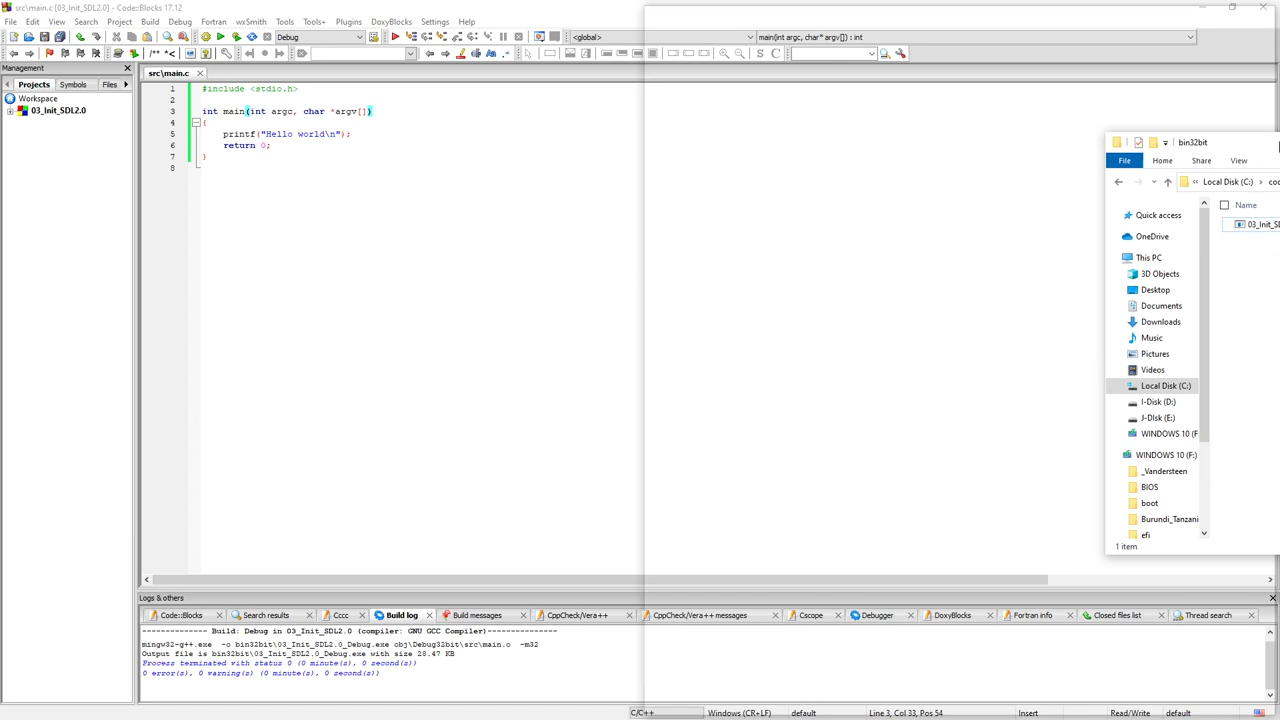 src\main.c [03_Init_SDL2.0] - Code::Blocks 17.12
File Edit View Search Project Build Debug Fortran wxSmith Tools Tools+ Plugins DoxyBlocks Settings Help
Debug <global> main(int argc, char* argv[]) : int
/** *<
Management
Projects Symbols Files
Workspace
03_Init_SDL2.0
src\main.c
1 #include <stdio.h>
2
3 int main(int argc, char *argv[])
4 {
5 printf("Hello world\n");
6 return 0;
7 }
8
bin32bit
File Home Share View
« Local Disk (C:) > coc
Name
03_Init_SD
Quick access
OneDrive
This PC
3D Objects
Desktop
Documents
Downloads
Music
Pictures
Videos
Local Disk (C:)
I-Disk (D:)
J-DIsk (E:)
WINDOWS 10 (F
WINDOWS 10 (F:)
_Vandersteen
BIOS
boot
Burundi_Tanzani
efi
1 item
Logs & others
Code::Blocks Search results Cccc Build log Build messages CppCheck/Vera++ CppCheck/Vera++ messages Cscope Debugger DoxyBlocks Fortran info Closed files list Thread search
-------------- Build: Debug in 03_Init_SDL2.0 (compiler: GNU GCC Compiler)---------------
mingw32-g++.exe -o bin32bit\03_Init_SDL2.0_Debug.exe obj\Debug32bit\src\main.o -m32
Output file is bin32bit\03_Init_SDL2.0_Debug.exe with size 28.47 KB
Process terminated with status 0 (0 minute(s), 0 second(s))
0 error(s), 0 warning(s) (0 minute(s), 0 second(s))
C/C++ Windows (CR+LF) default Line 3, Col 33, Pos 54 Insert Read/Write default